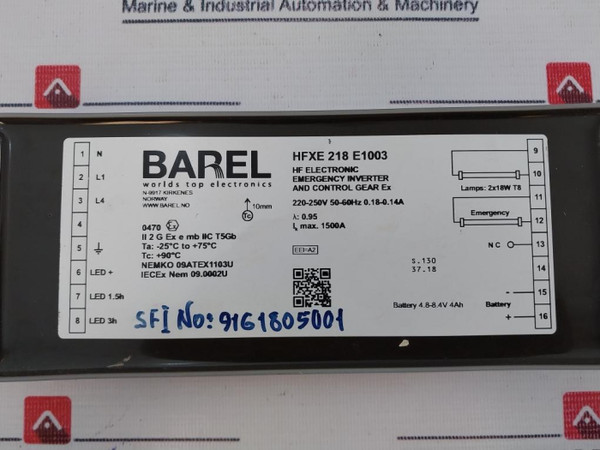 Marine & Industrial Automation & Machinery
1 N
2 L1
3 L4
4
5
6 LED +
7 LED 1.5h
8 LED 3h
BAREL
worlds top electronics
N-9917 KIRKENES
NORWAY
WWW.BAREL.NO
10mm
Tc
0470 Ex
II 2 G Ex e mb IIC T5Gb
Ta: -25°C to +75°C
Tc: +90°C
NEMKO 09ATEX1103U
IECEx Nem 09.0002U
SFI No: 9161805001
HFXE 218 E1003
HF ELECTRONIC
EMERGENCY INVERTER
AND CONTROL GEAR Ex
220-250V 50-60Hz 0.18-0.14A
λ: 0.95
max. 1500A
EEI=A2
S.130
37.18
Battery 4.8-8.4V 4Ah
9
10
Lamps: 2x18W T8
11
Emergency
12
N C 13
14
- 15
Battery
+ 16